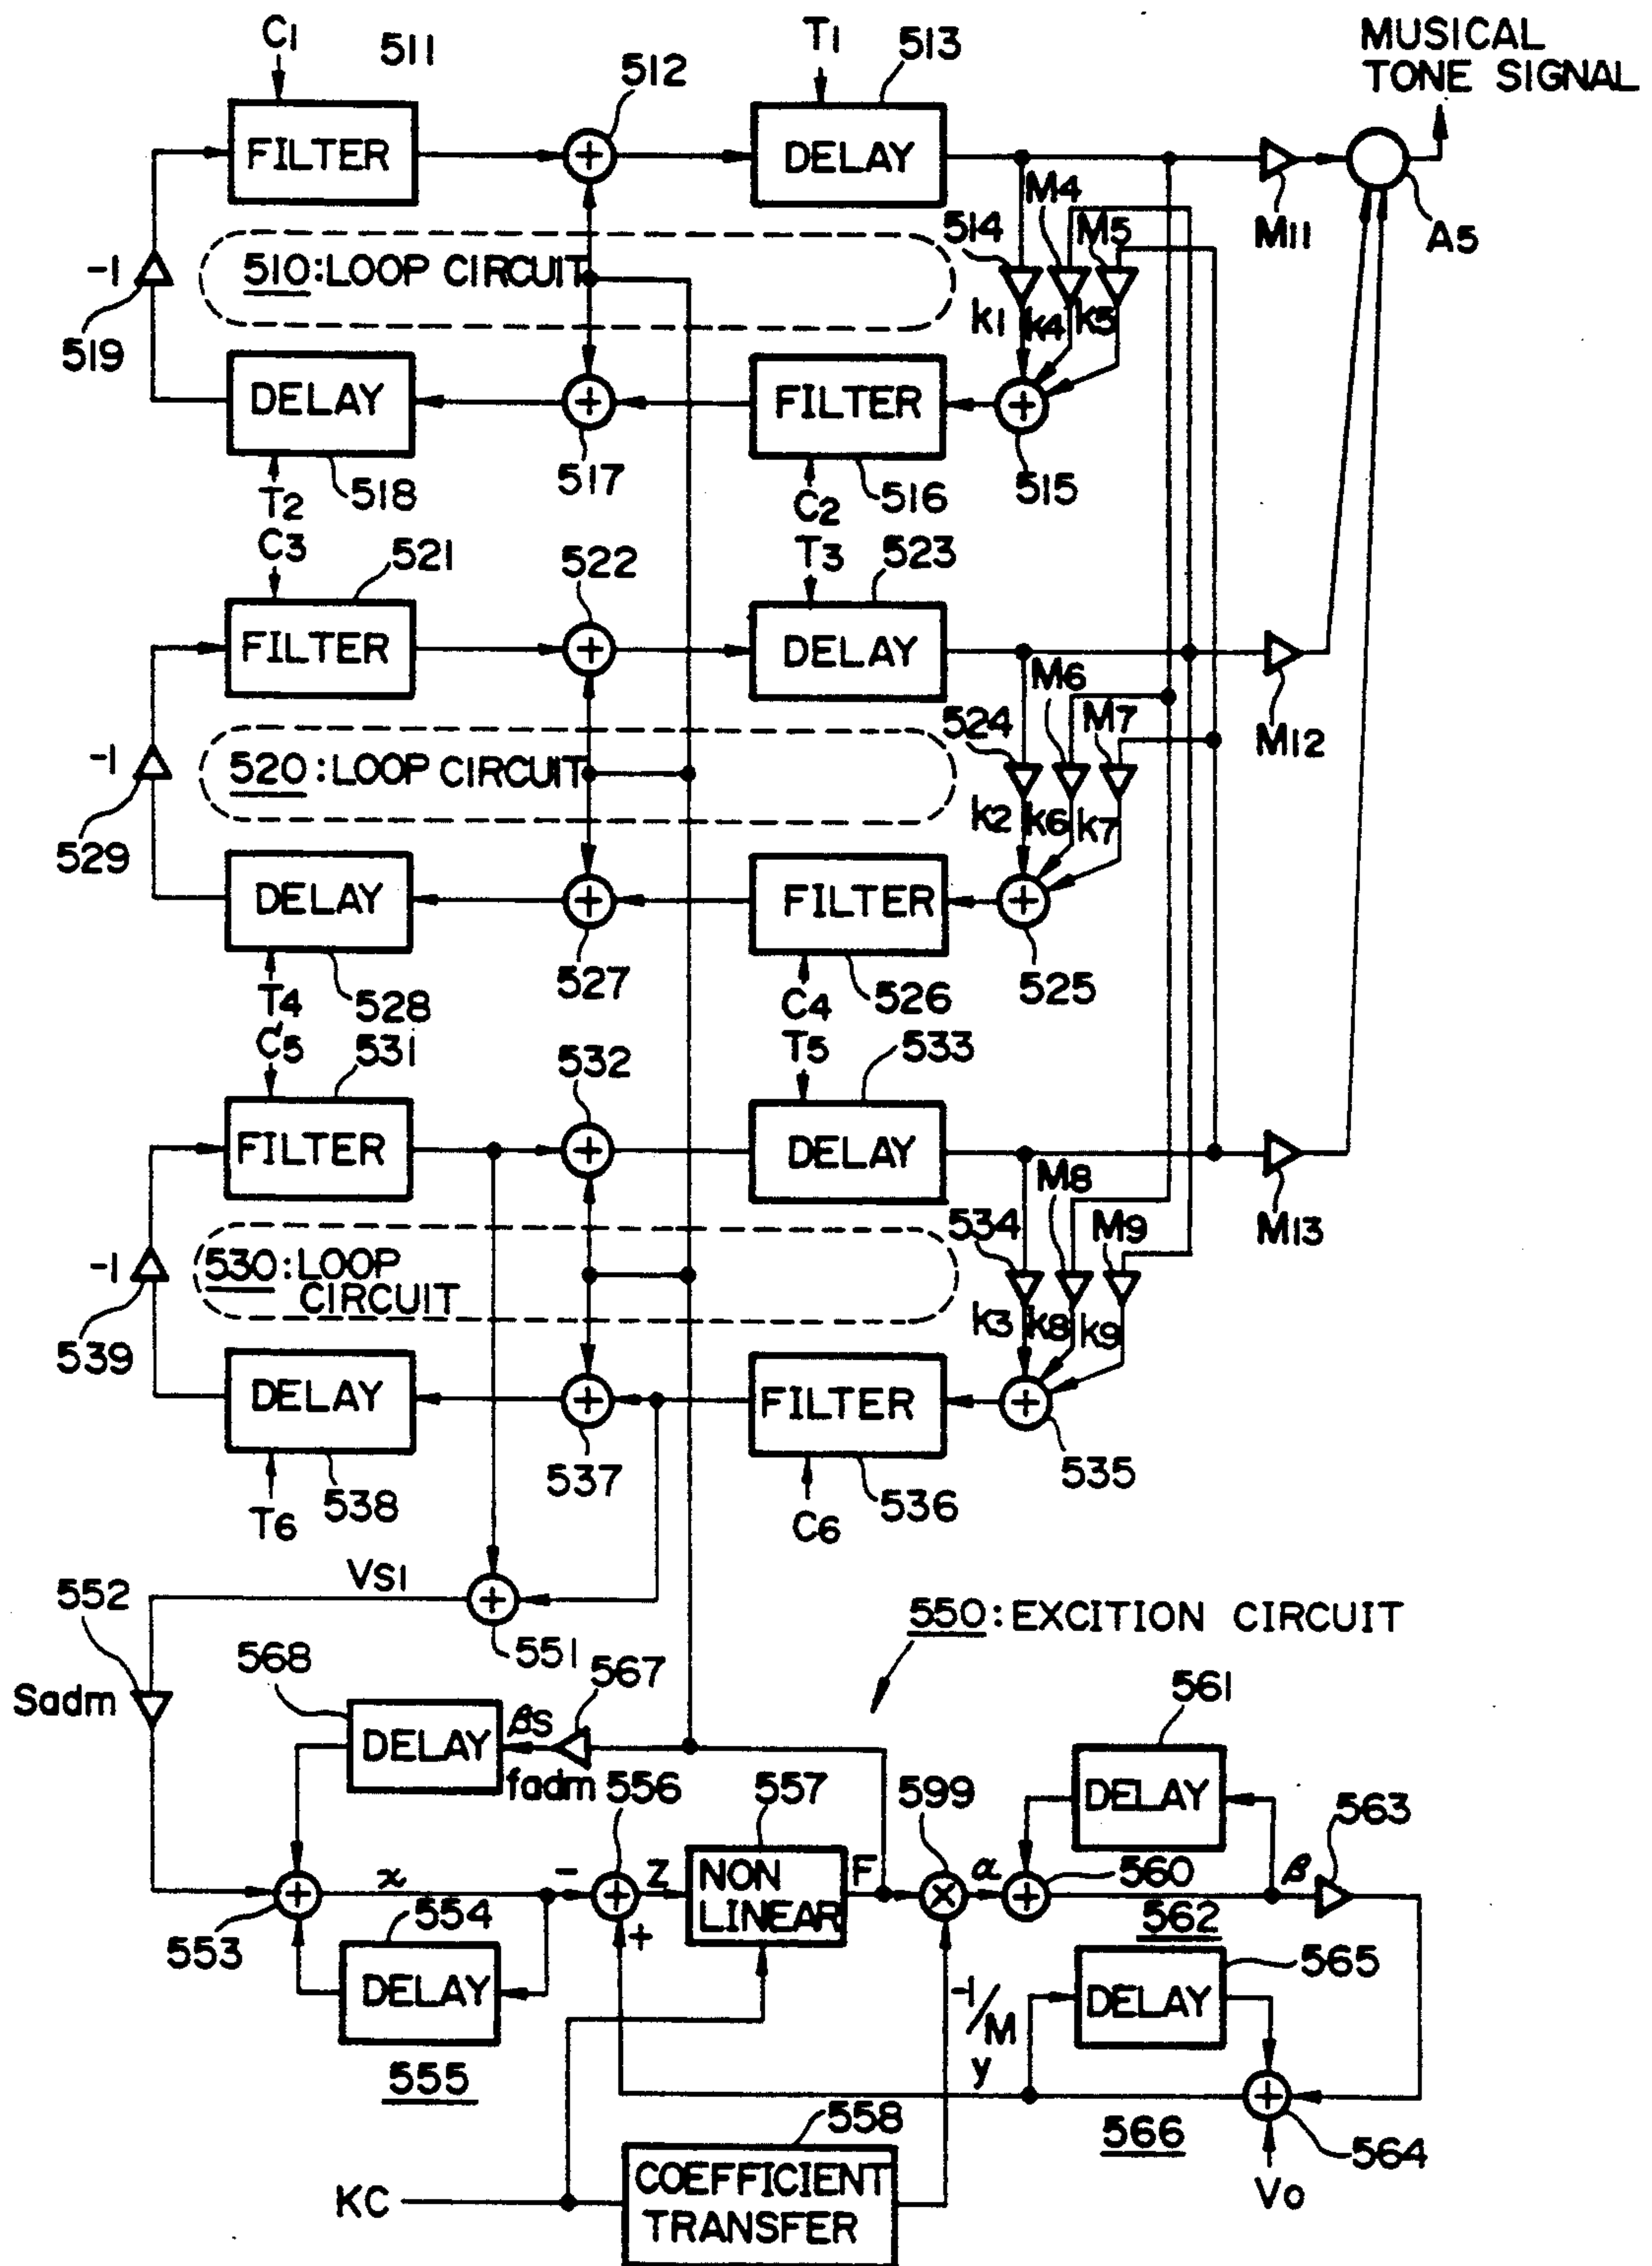 C1
511
512
T1
513
MUSICAL
TONE SIGNAL
FILTER
+
DELAY
M11
A5
M4
M5
514
-1
510:LOOP CIRCUIT
k1
k4
k5
519
DELAY
+
FILTER
+
T2
518
517
C2
516
515
C3
521
522
T3
523
FILTER
+
DELAY
M6
M7
M12
524
-1
520:LOOP CIRCUIT
k2
k6
k7
529
DELAY
+
FILTER
+
T4
528
527
C4
526
525
C5
531
532
T5
533
FILTER
+
DELAY
M8
M9
M13
534
-1
530:LOOP
CIRCUIT
k3
k8
k9
539
DELAY
+
FILTER
+
T6
538
537
C6
536
535
552
VS1
+
551
550:EXCITION CIRCUIT
568
567
561
Sadm
DELAY
βS
fadm
556
557
599
DELAY
563
+
x
-
+
Z
NON
LINEAR
F
×
α
+
560
β
553
554
+
562
DELAY
565
DELAY
-1/M
y
555
558
566
+
564
KC
COEFFICIENT
TRANSFER
Vo